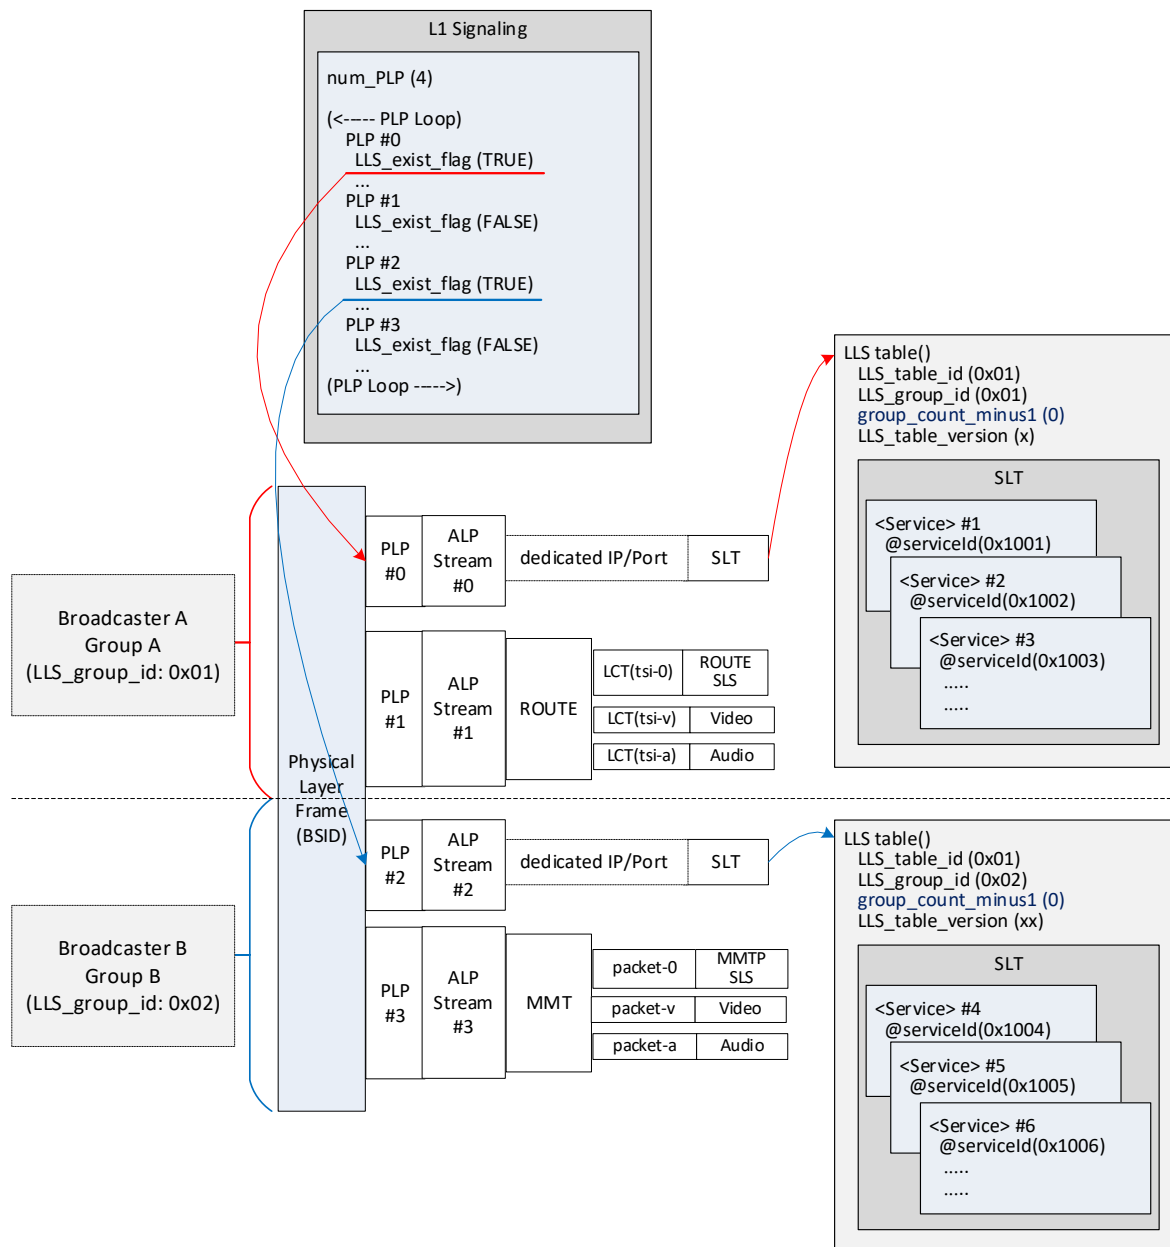 L1 Signaling
num_PLP (4)
(<----- PLP Loop)
PLP #0
LLS_exist_flag (TRUE)
...
PLP #1
LLS_exist_flag (FALSE)
...
PLP #2
LLS_exist_flag (TRUE)
...
PLP #3
LLS_exist_flag (FALSE)
...
(PLP Loop ----->)
Broadcaster A
Group A
(LLS_group_id: 0x01)
Broadcaster B
Group B
(LLS_group_id: 0x02)
Physical
Layer
Frame
(BSID)
PLP
#0
ALP
Stream
#0
dedicated IP/Port
SLT
PLP
#1
ALP
Stream
#1
ROUTE
LCT(tsi-0)
ROUTE
SLS
LCT(tsi-v)
Video
LCT(tsi-a)
Audio
PLP
#2
ALP
Stream
#2
dedicated IP/Port
SLT
PLP
#3
ALP
Stream
#3
MMT
packet-0
MMTP
SLS
packet-v
Video
packet-a
Audio
LLS table()
LLS_table_id (0x01)
LLS_group_id (0x01)
group_count_minus1 (0)
LLS_table_version (x)
SLT
<Service> #1
@serviceId(0x1001)
<Service> #2
@serviceId(0x1002)
<Service> #3
@serviceId(0x1003)
.....
.....
LLS table()
LLS_table_id (0x01)
LLS_group_id (0x02)
group_count_minus1 (0)
LLS_table_version (xx)
SLT
<Service> #4
@serviceId(0x1004)
<Service> #5
@serviceId(0x1005)
<Service> #6
@serviceId(0x1006)
.....
.....